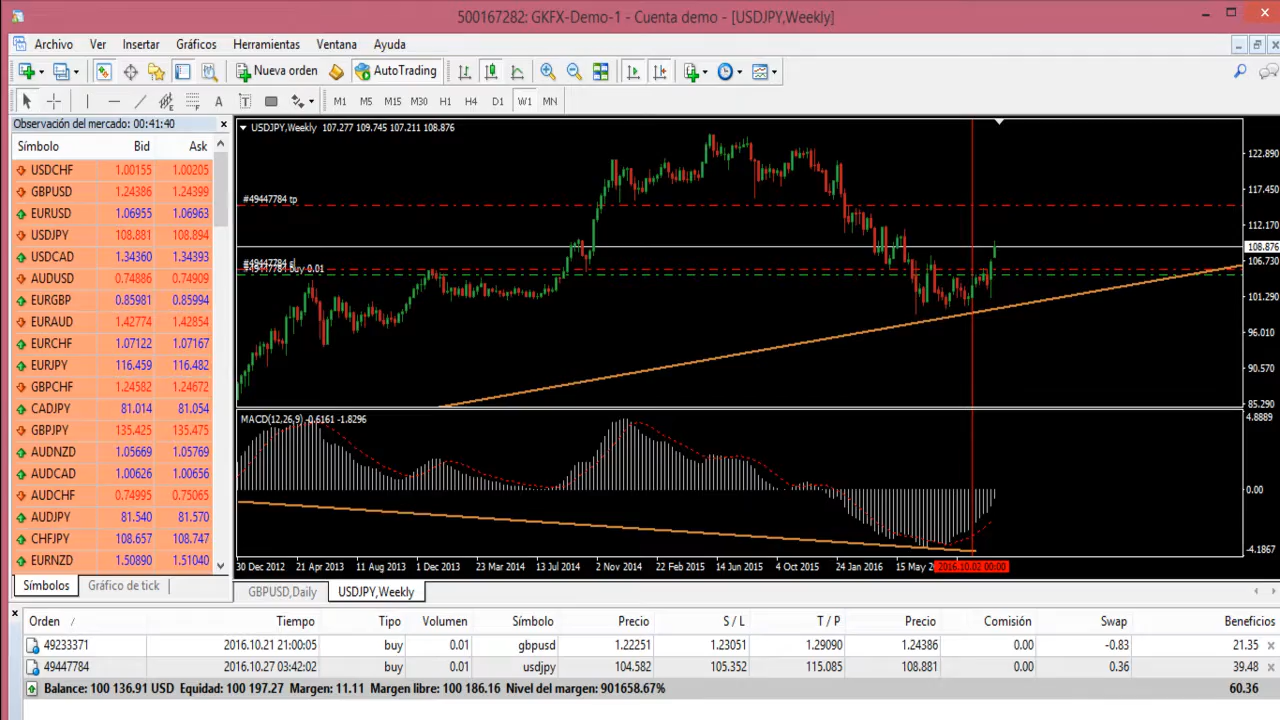 500167282: GKFX-Demo-1 - Cuenta demo - [USDJPY,Weekly]
Archivo Ver Insertar Gráficos Herramientas Ventana Ayuda
Nueva orden AutoTrading
A T M1 M5 M15 M30 H1 H4 D1 W1 MN
Observación del mercado: 00:41:40
Símbolo Bid Ask
USDCHF 1.00155 1.00205
GBPUSD 1.24386 1.24399
EURUSD 1.06955 1.06963
USDJPY 108.881 108.894
USDCAD 1.34360 1.34393
AUDUSD 0.74886 0.74909
EURGBP 0.85981 0.85994
EURAUD 1.42774 1.42854
EURCHF 1.07122 1.07167
EURJPY 116.459 116.482
GBPCHF 1.24582 1.24672
CADJPY 81.014 81.054
GBPJPY 135.425 135.475
AUDNZD 1.05669 1.05769
AUDCAD 1.00626 1.00656
AUDCHF 0.74995 0.75065
AUDJPY 81.540 81.570
CHFJPY 108.657 108.747
EURNZD 1.50890 1.51040
Símbolos Gráfico de tick
USDJPY,Weekly 107.277 109.745 107.211 108.876
#49447784 tp
#49447784 sl
#49447784 buy 0.01
122.890
117.450
112.170
108.876
106.730
101.290
96.010
90.570
85.290
MACD(12,26,9) -0.6161 -1.8296
4.8889
0.00
-4.1867
30 Dec 2012 21 Apr 2013 11 Aug 2013 1 Dec 2013 23 Mar 2014 13 Jul 2014 2 Nov 2014 22 Feb 2015 14 Jun 2015 4 Oct 2015 24 Jan 2016 15 May 2 2016.10.02 00:00
GBPUSD,Daily USDJPY,Weekly
Orden Tiempo Tipo Volumen Símbolo Precio S / L T / P Precio Comisión Swap Beneficios
49233371 2016.10.21 21:00:05 buy 0.01 gbpusd 1.22251 1.23051 1.29090 1.24386 0.00 -0.83 21.35
49447784 2016.10.27 03:42:02 buy 0.01 usdjpy 104.582 105.352 115.085 108.881 0.00 0.36 39.48
Balance: 100 136.91 USD Equidad: 100 197.27 Margen: 11.11 Margen libre: 100 186.16 Nivel del margen: 901658.67% 60.36